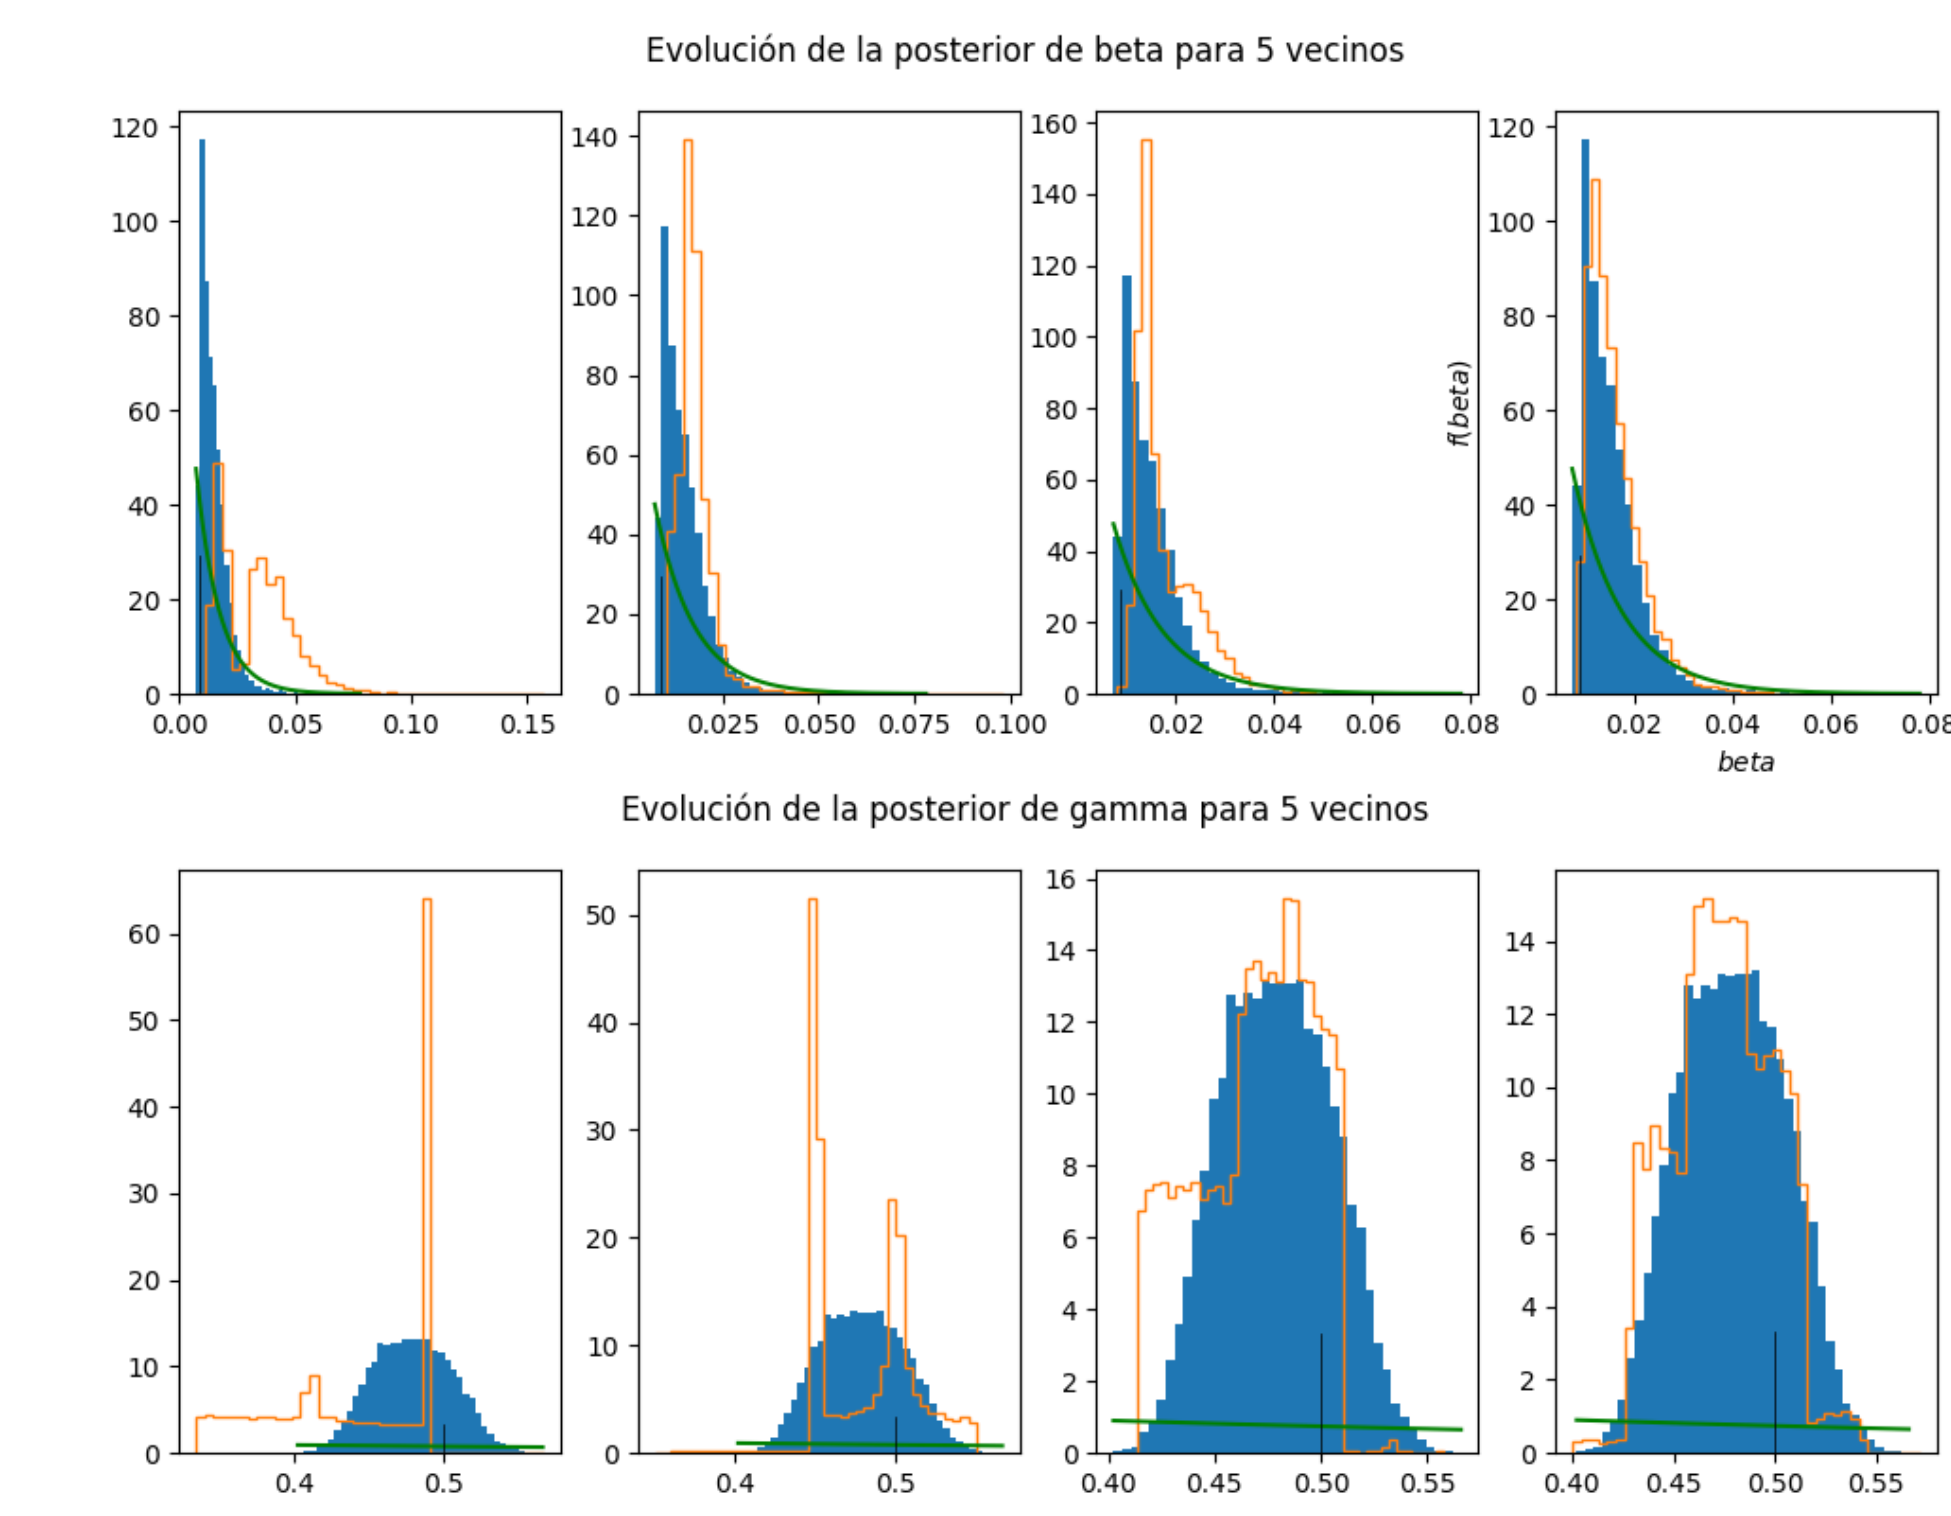 Evolución de la posterior de beta para 5 vecinos
120 100 80 60 40 20 0
0.00 0.05 0.10 0.15
140 120 100 80 60 40 20 0
0.025 0.050 0.075 0.100
160 140 120 100 80 60 40 20 0
0.02 0.04 0.06 0.08
f(beta)
120 100 80 60 40 20 0
0.02 0.04 0.06 0.08
beta
Evolución de la posterior de gamma para 5 vecinos
60 50 40 30 20 10 0
0.4 0.5
50 40 30 20 10 0
0.4 0.5
16 14 12 10 8 6 4 2 0
0.40 0.45 0.50 0.55
14 12 10 8 6 4 2 0
0.40 0.45 0.50 0.55